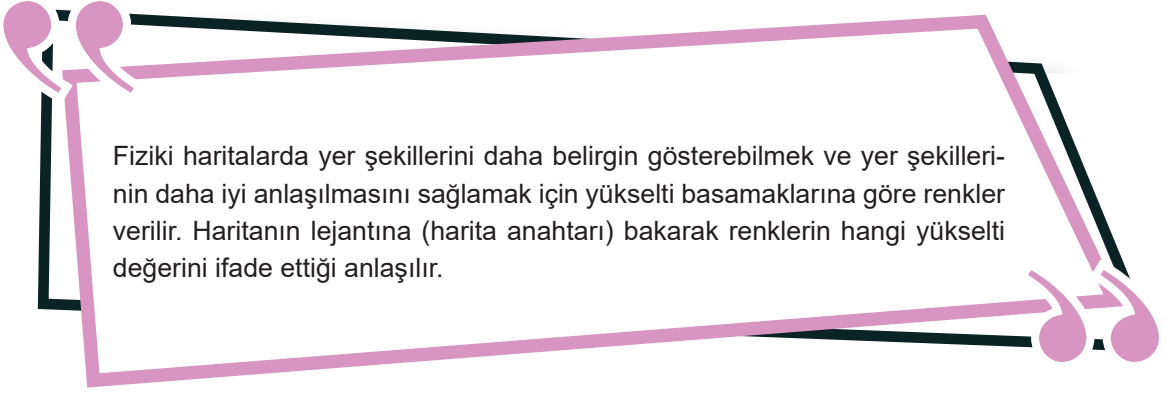 Fiziki haritalarda yer şekillerini daha belirgin gösterebilmek ve yer şekilleri-
nin daha iyi anlaşılmasını sağlamak için yükselti basamaklarına göre renkler
verilir. Haritanın lejantına (harita anahtarı) bakarak renklerin hangi yükselti
değerini ifade ettiği anlaşılır.